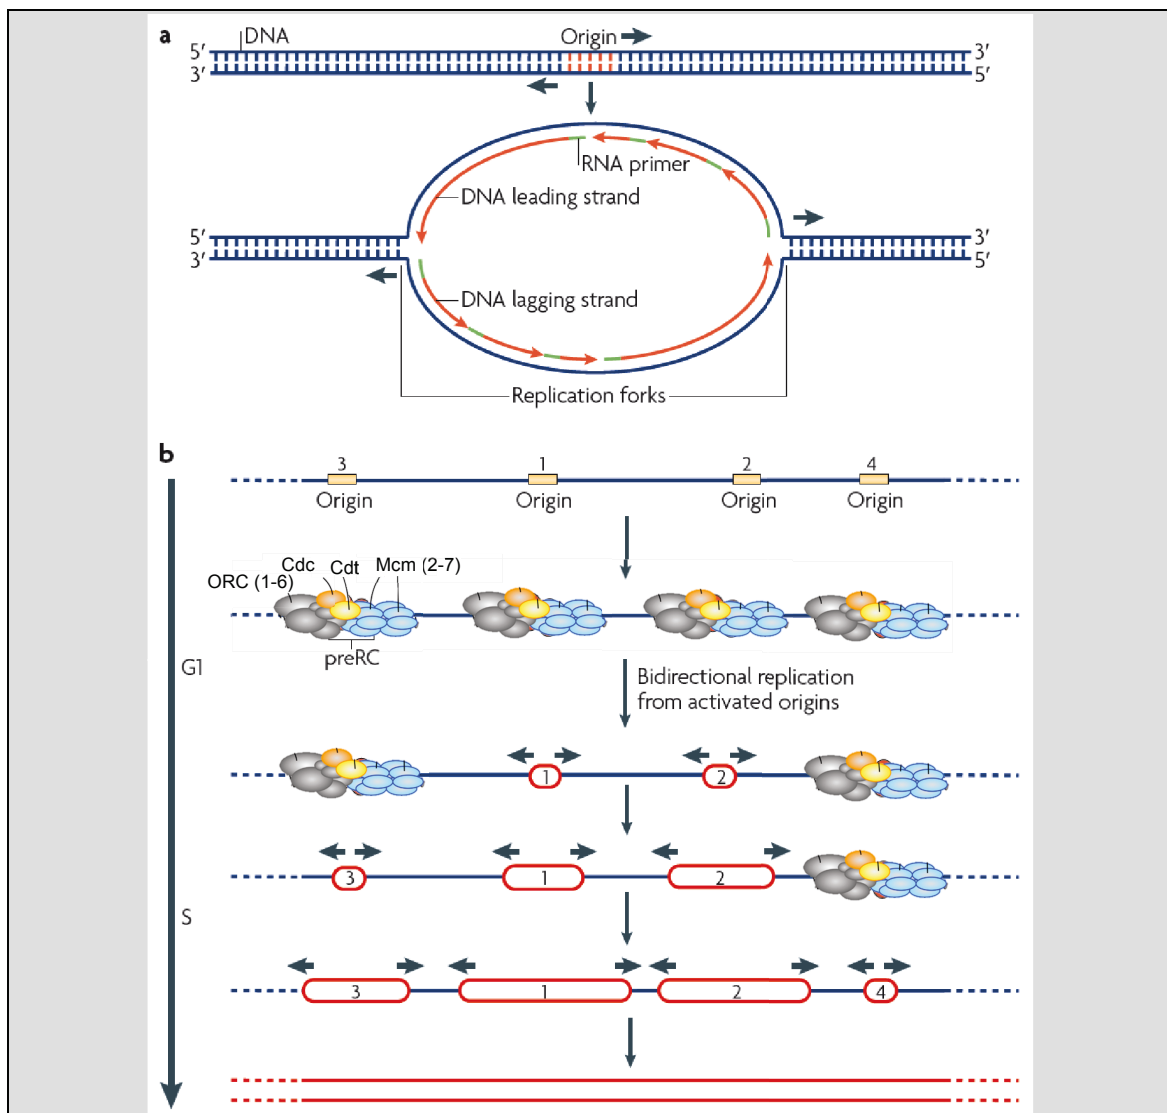 a
DNA
Origin
5′ 3′
3′ 5′
RNA primer
DNA leading strand
5′ 3′
3′ 5′
DNA lagging strand
Replication forks
b
3 1 2 4
Origin Origin Origin Origin
Cdc Cdt Mcm (2-7)
ORC (1-6)
preRC
G1
Bidirectional replication
from activated origins
1 2
3 1 2
S
3 1 2 4